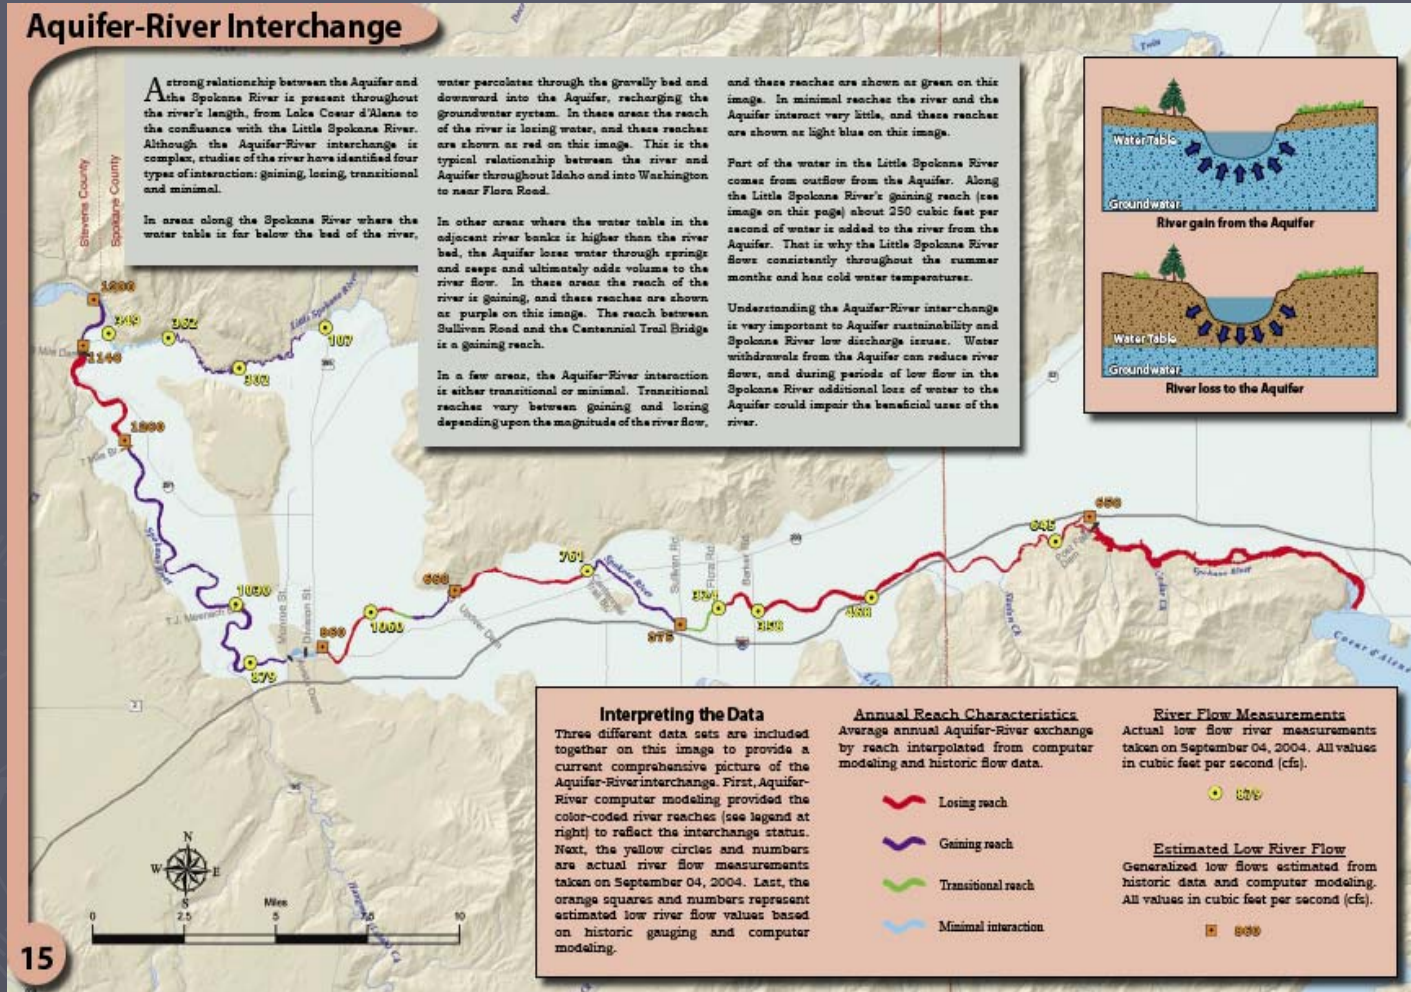 Aquifer-River Interchange
A strong relationship between the Aquifer and
the Spokane River is present throughout
the river's length, from Lake Coeur d'Alene to
the confluence with the Little Spokane River.
Although the Aquifer-River interchange is
complex, studies of the river have identified four
types of interaction: gaining, losing, transitional
and minimal.
In areas along the Spokane River where the
water table is far below the bed of the river,
water percolates through the gravelly bed and
downward into the Aquifer, recharging the
groundwater system. In these areas the reach
of the river is losing water, and these reaches
are shown as red on this image. This is the
typical relationship between the river and
Aquifer throughout Idaho and into Washington
to near Flora Road.
In other areas where the water table in the
adjacent river banks is higher than the river
bed, the Aquifer loses water through springs
and seeps and ultimately adds volume to the
river flow. In these areas the reach of the
river is gaining, and these reaches are shown
as purple on this image. The reach between
Sullivan Road and the Centennial Trail Bridge
is a gaining reach.
In a few areas, the Aquifer-River interaction
is either transitional or minimal. Transitional
reaches vary between gaining and losing
depending upon the magnitude of the river flow,
and these reaches are shown as green on this
image. In minimal reaches the river and the
Aquifer interact very little, and these reaches
are shown as light blue on this image.
Part of the water in the Little Spokane River
comes from outflow from the Aquifer. Along
the Little Spokane River's gaining reach (see
image on this page) about 250 cubic feet per
second of water is added to the river from the
Aquifer. That is why the Little Spokane River
flows consistently throughout the summer
months and has cold water temperatures.
Understanding the Aquifer-River inter-change
is very important to Aquifer sustainability and
Spokane River low discharge issues. Water
withdrawals from the Aquifer can reduce river
flows, and during periods of low flow in the
Spokane River additional loss of water to the
Aquifer could impair the beneficial uses of the
river.
Water Table
Groundwater
River gain from the Aquifer
Water Table
Groundwater
River loss to the Aquifer
Twin
Stevens County
Spokane County
349
362
302
107
Little Spokane River
1140
Spokane River
1030
T.J. Meenach
879
Monroe St.
860
1060
650
Upriver Dam
761
Spokane River
Sullivan Rd.
Flora Rd.
Barker Rd.
324
375
468
645
650
Post Falls
Dam
Spokane River
Coeur d'Alene
Interpreting the Data
Three different data sets are included
together on this image to provide a
current comprehensive picture of the
Aquifer-River interchange. First, Aquifer-
River computer modeling provided the
color-coded river reaches (see legend at
right) to reflect the interchange status.
Next, the yellow circles and numbers
are actual river flow measurements
taken on September 04, 2004. Last, the
orange squares and numbers represent
estimated low river flow values based
on historic gauging and computer
modeling.
Annual Reach Characteristics
Average annual Aquifer-River exchange
by reach interpolated from computer
modeling and historic flow data.
Losing reach
Gaining reach
Transitional reach
Minimal interaction
River Flow Measurements
Actual low flow river measurements
taken on September 04, 2004. All values
in cubic feet per second (cfs).
879
Estimated Low River Flow
Generalized low flows estimated from
historic data and computer modeling.
All values in cubic feet per second (cfs).
860
N
W E
S
Miles
0 2.5 5 7.5 10
15